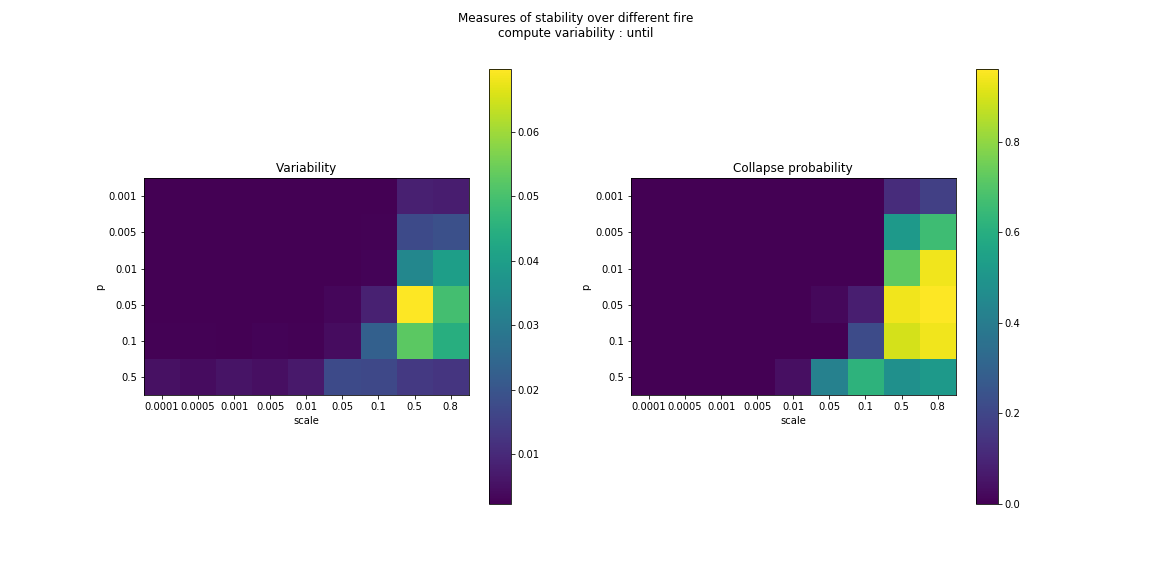 Measures of stability over different fire
compute variability : until
Variability
0.001
0.005
0.01
0.05
0.1
0.5
p
0.0001 0.0005 0.001 0.005 0.01 0.05 0.1 0.5 0.8
scale
0.06
0.05
0.04
0.03
0.02
0.01
Collapse probability
0.001
0.005
0.01
0.05
0.1
0.5
p
0.0001 0.0005 0.001 0.005 0.01 0.05 0.1 0.5 0.8
scale
0.8
0.6
0.4
0.2
0.0